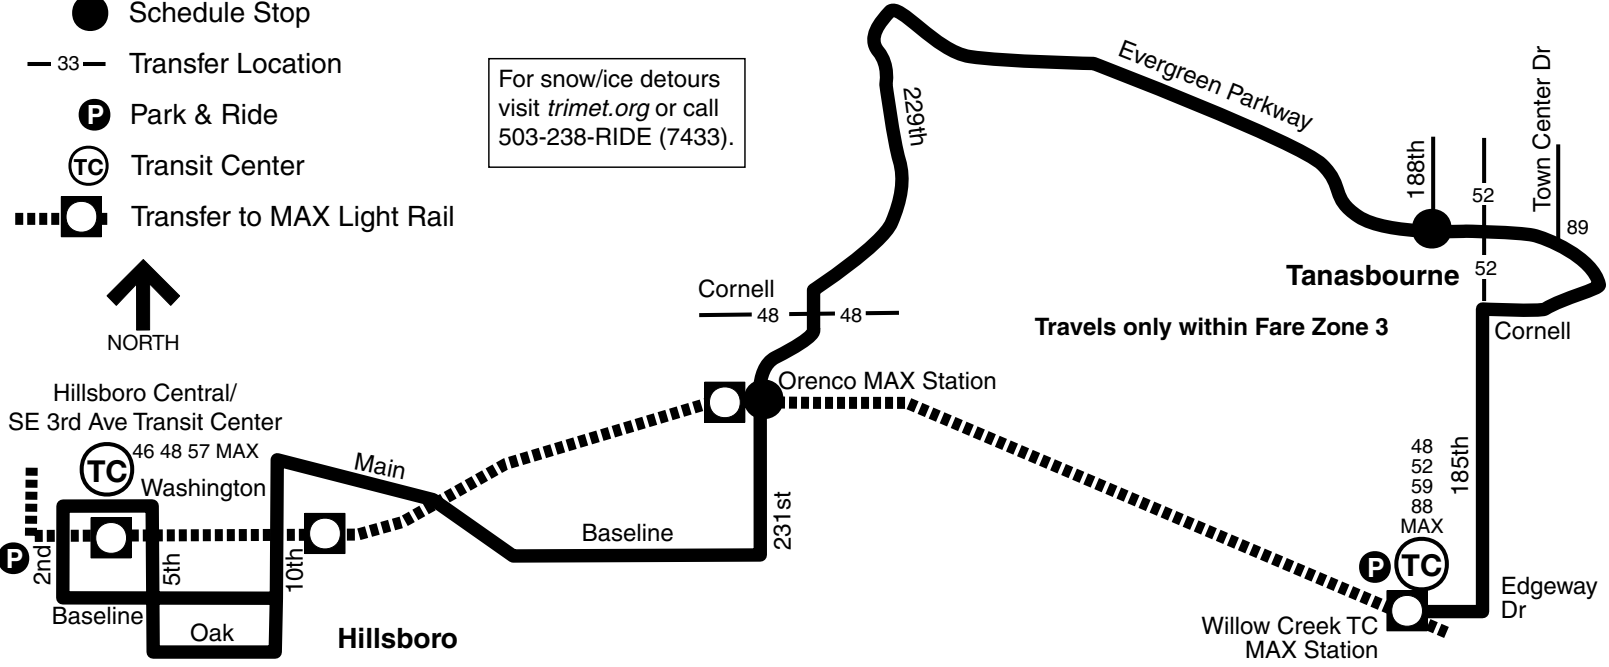 Schedule Stop
33
Transfer Location
P
Park & Ride
TC
Transit Center
Transfer to MAX Light Rail
NORTH
For snow/ice detours
visit trimet.org or call
503-238-RIDE (7433).
229th
Evergreen Parkway
188th
52
Town Center Dr
89
Tanasbourne
52
Cornell
48
48
Travels only within Fare Zone 3
Cornell
Orenco MAX Station
Hillsboro Central/
SE 3rd Ave Transit Center
TC
46 48 57 MAX
Washington
Main
P
2nd
5th
10th
Baseline
Oak
Hillsboro
Baseline
231st
48
52
59
88
MAX
185th
P
TC
Edgeway
Dr
Willow Creek TC
MAX Station